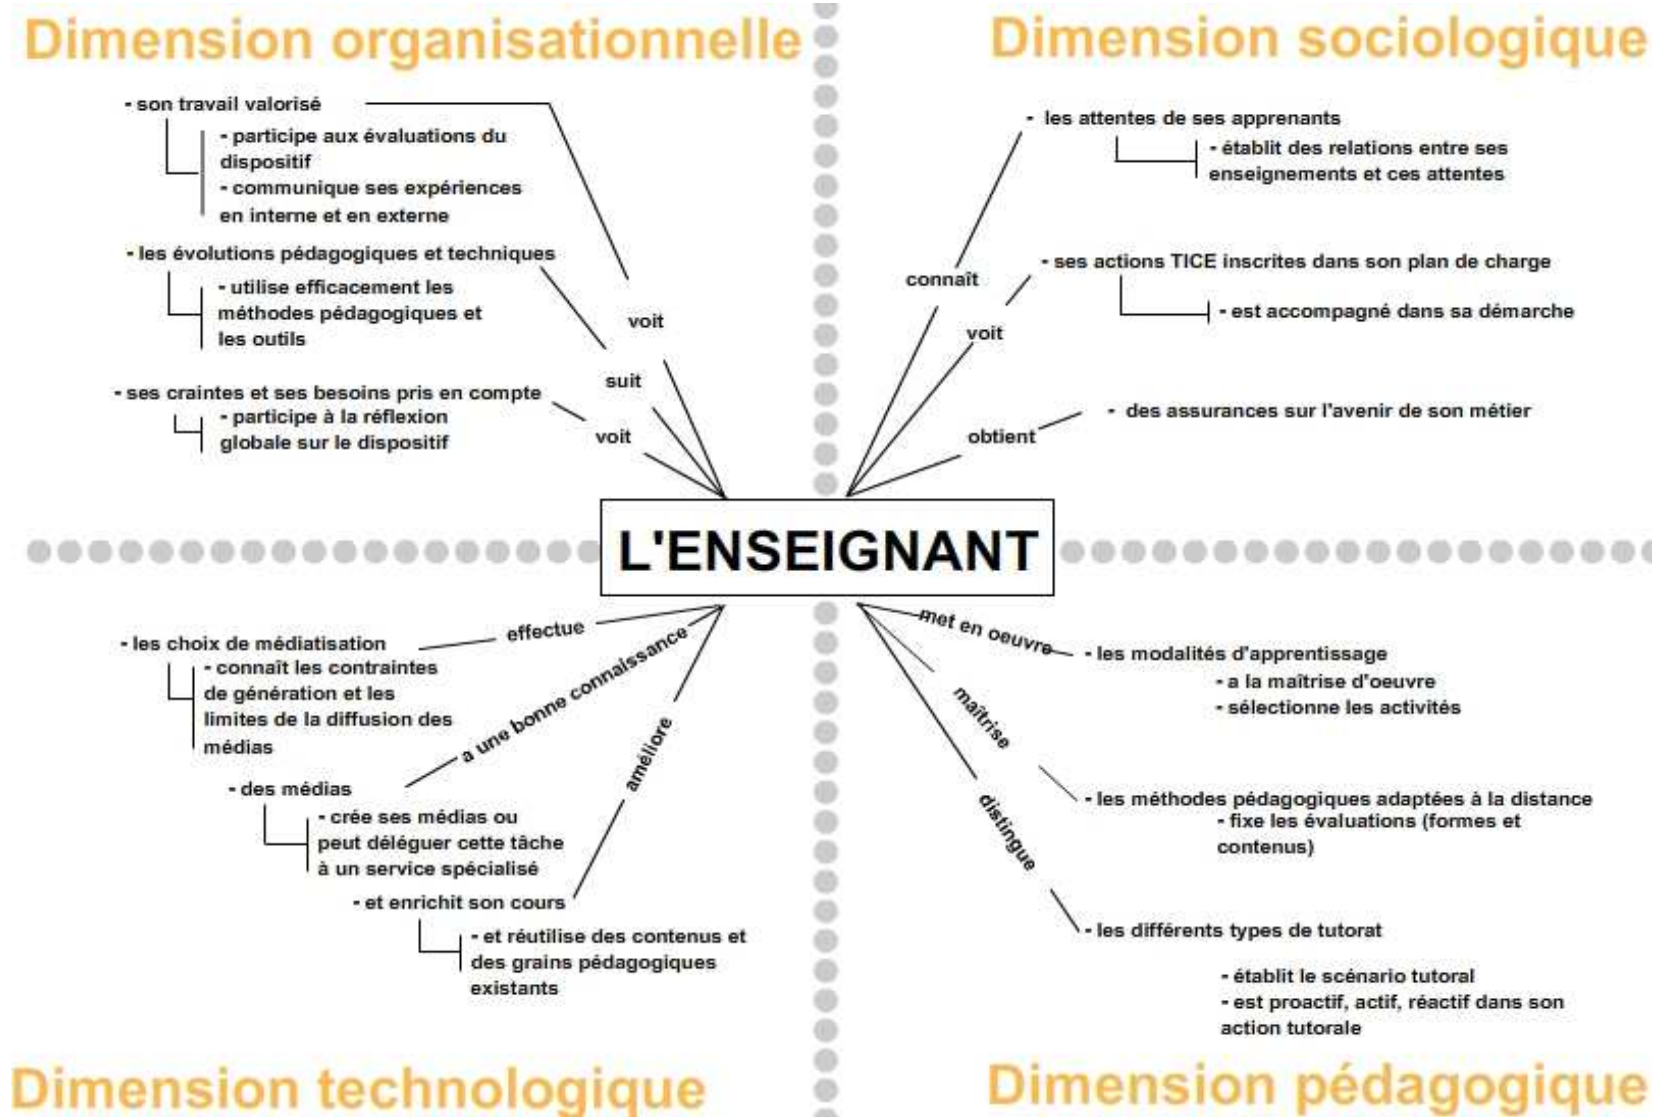 Dimension organisationnelle
- son travail valorisé
- participe aux évaluations du
dispositif
- communique ses expériences
en interne et en externe
- les évolutions pédagogiques et techniques
- utilise efficacement les
méthodes pédagogiques et
les outils
- ses craintes et ses besoins pris en compte
- participe à la réflexion
globale sur le dispositif
voit
suit
voit
Dimension sociologique
- les attentes de ses apprenants
- établit des relations entre ses
enseignements et ces attentes
connaît
- ses actions TICE inscrites dans son plan de charge
- est accompagné dans sa démarche
voit
- des assurances sur l'avenir de son métier
obtient
L'ENSEIGNANT
effectue
- les choix de médiatisation
- connaît les contraintes
de génération et les
limites de la diffusion des
médias
a une bonne connaissance
- des médias
- crée ses médias ou
peut déléguer cette tâche
à un service spécialisé
améliore
- et enrichit son cours
- et réutilise des contenus et
des grains pédagogiques
existants
Dimension technologique
met en oeuvre
- les modalités d'apprentissage
- a la maîtrise d'oeuvre
- sélectionne les activités
maîtrise
- les méthodes pédagogiques adaptées à la distance
- fixe les évaluations (formes et
contenus)
distingue
- les différents types de tutorat
- établit le scénario tutoral
- est proactif, actif, réactif dans son
action tutorale
Dimension pédagogique